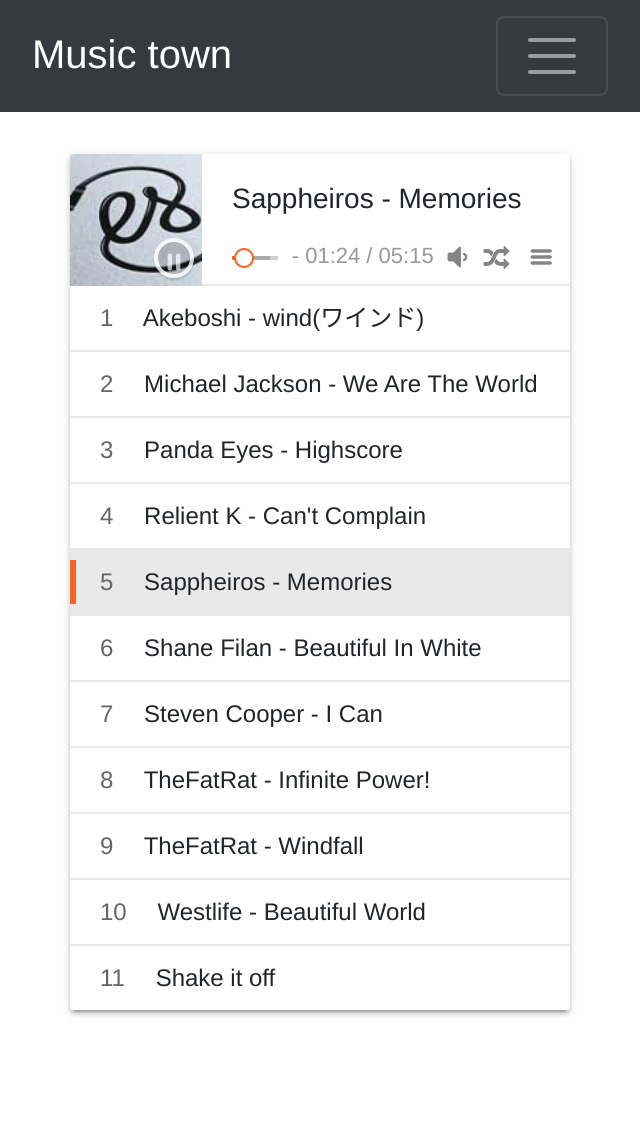 Music town
Sappheiros - Memories
- 01:24 / 05:15
1 Akeboshi - wind(ワインド)
2 Michael Jackson - We Are The World
3 Panda Eyes - Highscore
4 Relient K - Can't Complain
5 Sappheiros - Memories
6 Shane Filan - Beautiful In White
7 Steven Cooper - I Can
8 TheFatRat - Infinite Power!
9 TheFatRat - Windfall
10 Westlife - Beautiful World
11 Shake it off